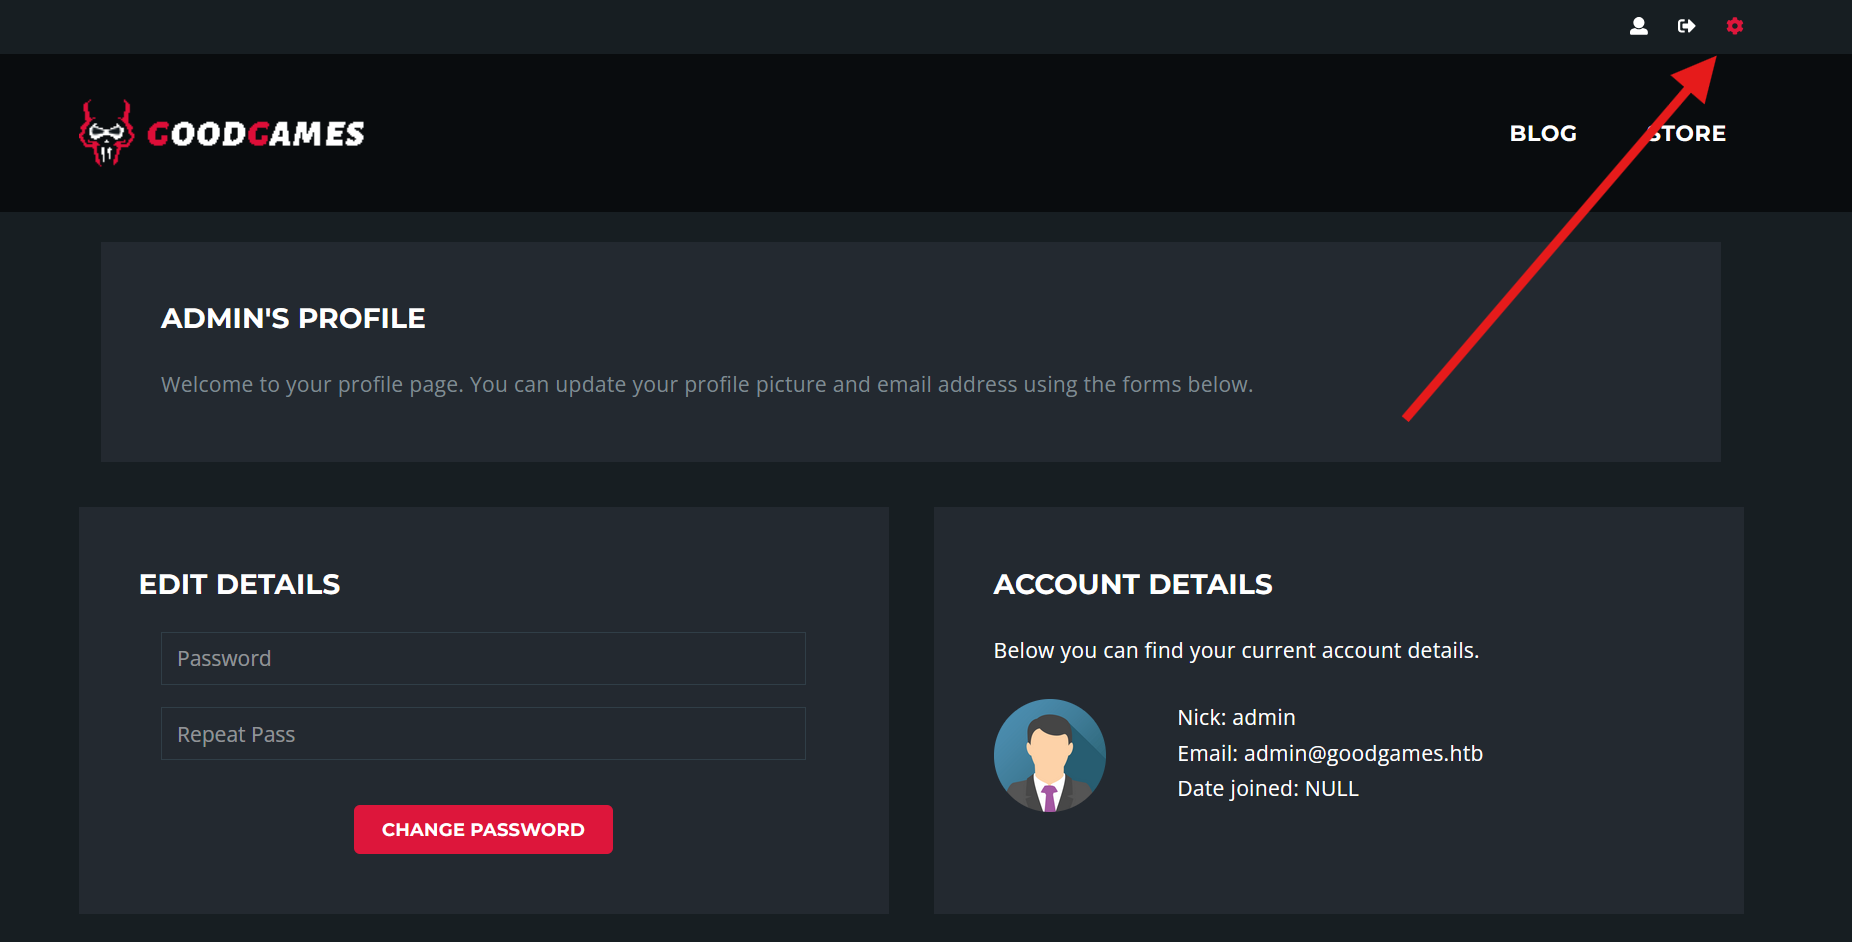 GOODGAMES
BLOG
STORE
ADMIN'S PROFILE
Welcome to your profile page. You can update your profile picture and email address using the forms below.
EDIT DETAILS
Password
Repeat Pass
CHANGE PASSWORD
ACCOUNT DETAILS
Below you can find your current account details.
Nick: admin
Email: admin@goodgames.htb
Date joined: NULL